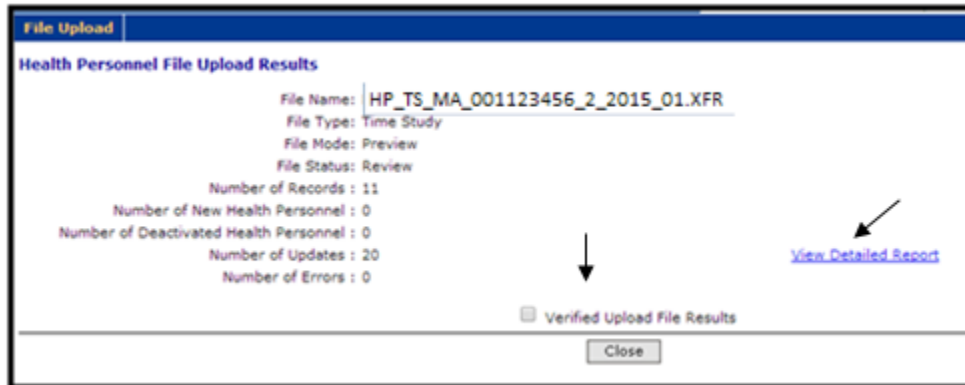 File Upload
Health Personnel File Upload Results
File Name: HP_TS_MA_001123456_2_2015_01.XFR
File Type: Time Study
File Mode: Preview
File Status: Review
Number of Records : 11
Number of New Health Personnel : 0
Number of Deactivated Health Personnel : 0
Number of Updates : 20 View Detailed Report
Number of Errors : 0
Verified Upload File Results
Close